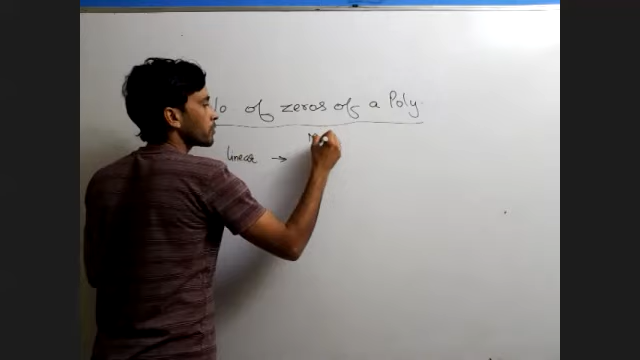 of zeros of a Poly.
linear →